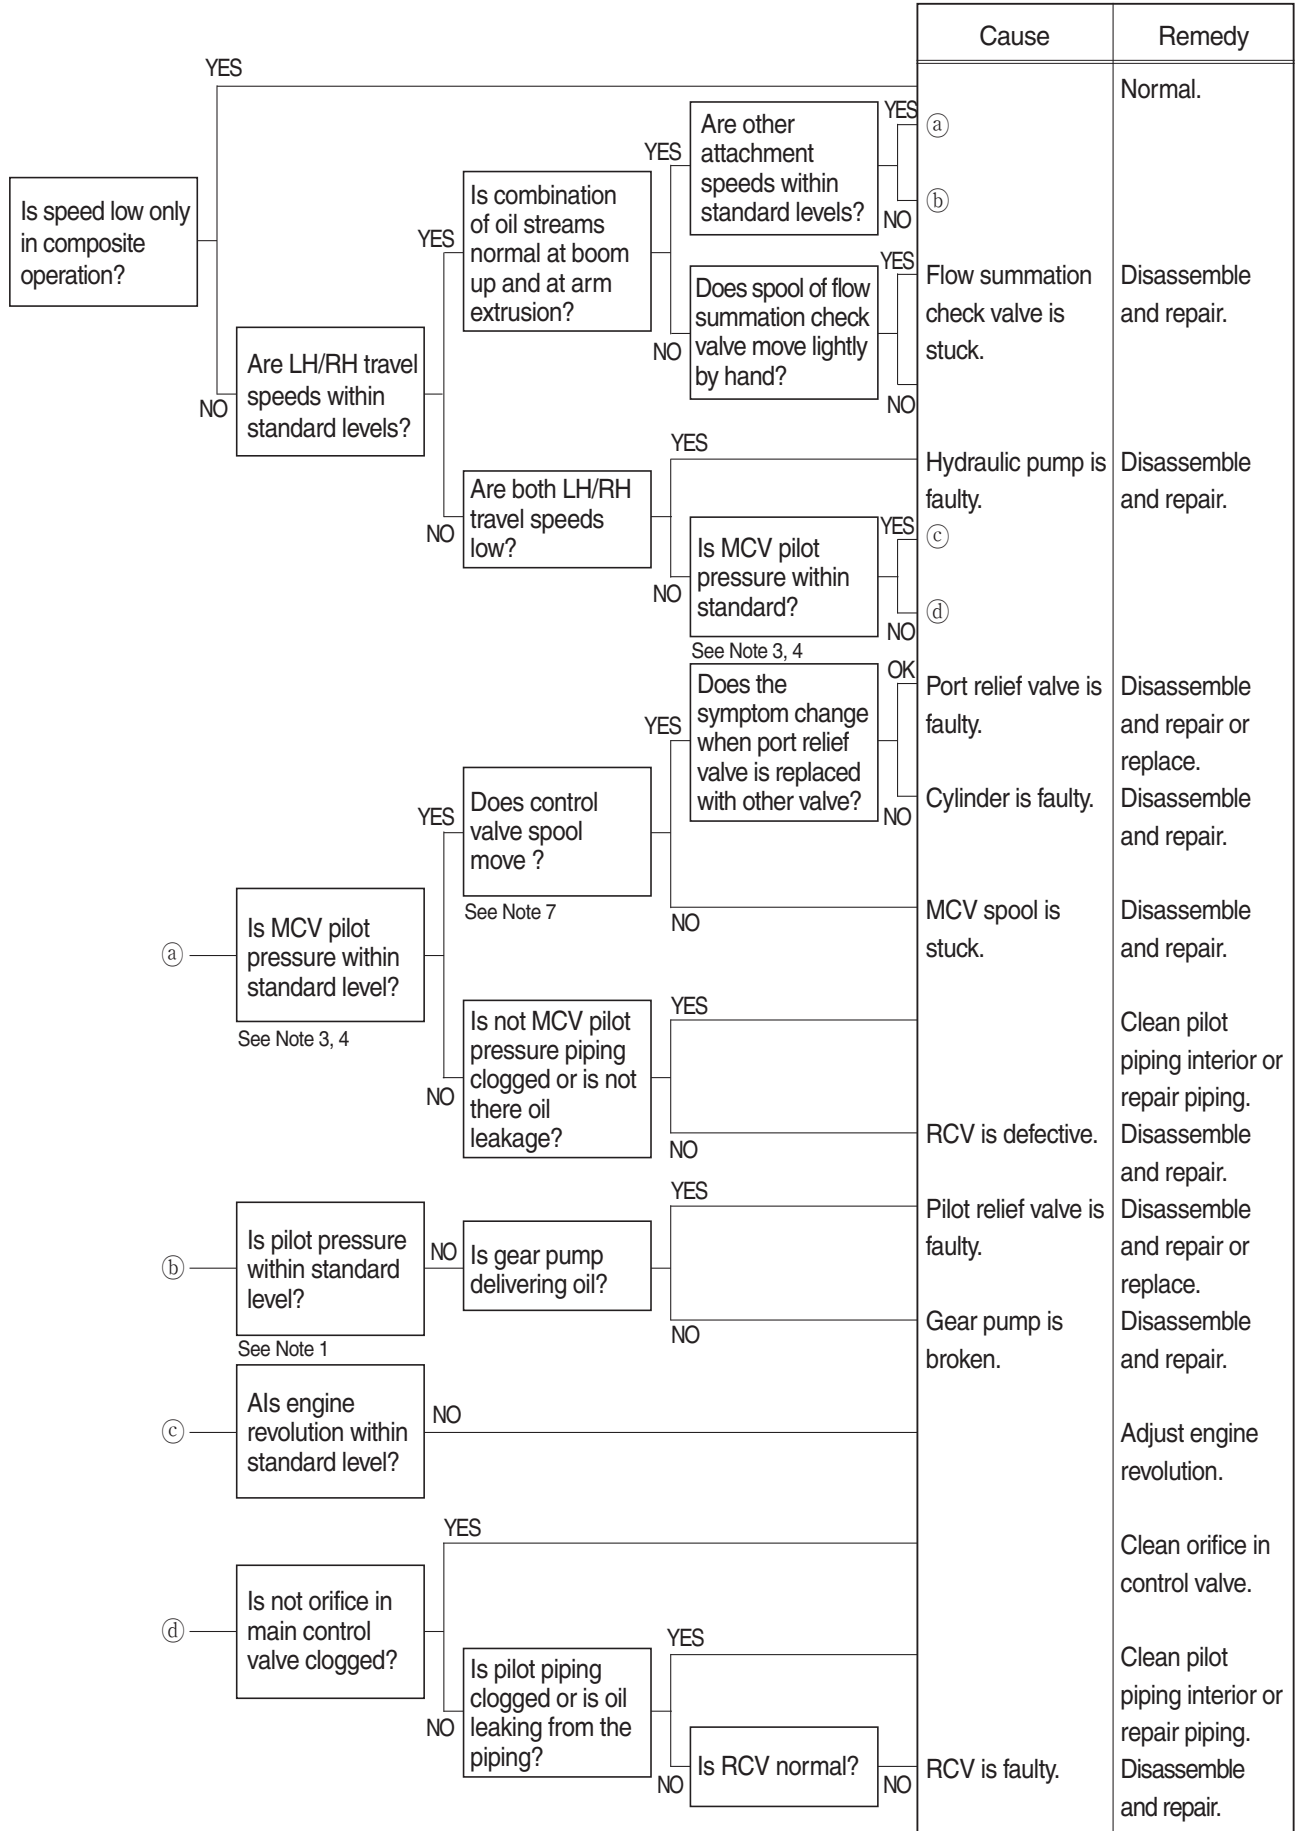 Cause
Remedy
YES
Normal.
Is speed low only
in composite
operation?
NO
Are LH/RH travel
speeds within
standard levels?
YES
Is combination
of oil streams
normal at boom
up and at arm
extrusion?
YES
Are other
attachment
speeds within
standard levels?
YES
ⓐ
NO
ⓑ
NO
Does spool of flow
summation check
valve move lightly
by hand?
YES
Flow summation
check valve is
stuck.
Disassemble
and repair.
NO
NO
Are both LH/RH
travel speeds
low?
YES
Hydraulic pump is
faulty.
Disassemble
and repair.
NO
Is MCV pilot
pressure within
standard?
See Note 3, 4
YES
ⓒ
NO
ⓓ
ⓐ
Is MCV pilot
pressure within
standard level?
See Note 3, 4
YES
Does control
valve spool
move ?
See Note 7
YES
Does the
symptom change
when port relief
valve is replaced
with other valve?
OK
Port relief valve is
faulty.
Disassemble
and repair or
replace.
NO
Cylinder is faulty.
Disassemble
and repair.
NO
MCV spool is
stuck.
Disassemble
and repair.
NO
Is not MCV pilot
pressure piping
clogged or is not
there oil
leakage?
YES
Clean pilot
piping interior or
repair piping.
NO
RCV is defective.
Disassemble
and repair.
ⓑ
Is pilot pressure
within standard
level?
See Note 1
NO
Is gear pump
delivering oil?
YES
Pilot relief valve is
faulty.
Disassemble
and repair or
replace.
NO
Gear pump is
broken.
Disassemble
and repair.
ⓒ
AIs engine
revolution within
standard level?
NO
Adjust engine
revolution.
ⓓ
Is not orifice in
main control
valve clogged?
YES
Clean orifice in
control valve.
NO
Is pilot piping
clogged or is oil
leaking from the
piping?
YES
Clean pilot
piping interior or
repair piping.
NO
Is RCV normal?
NO
RCV is faulty.
Disassemble
and repair.